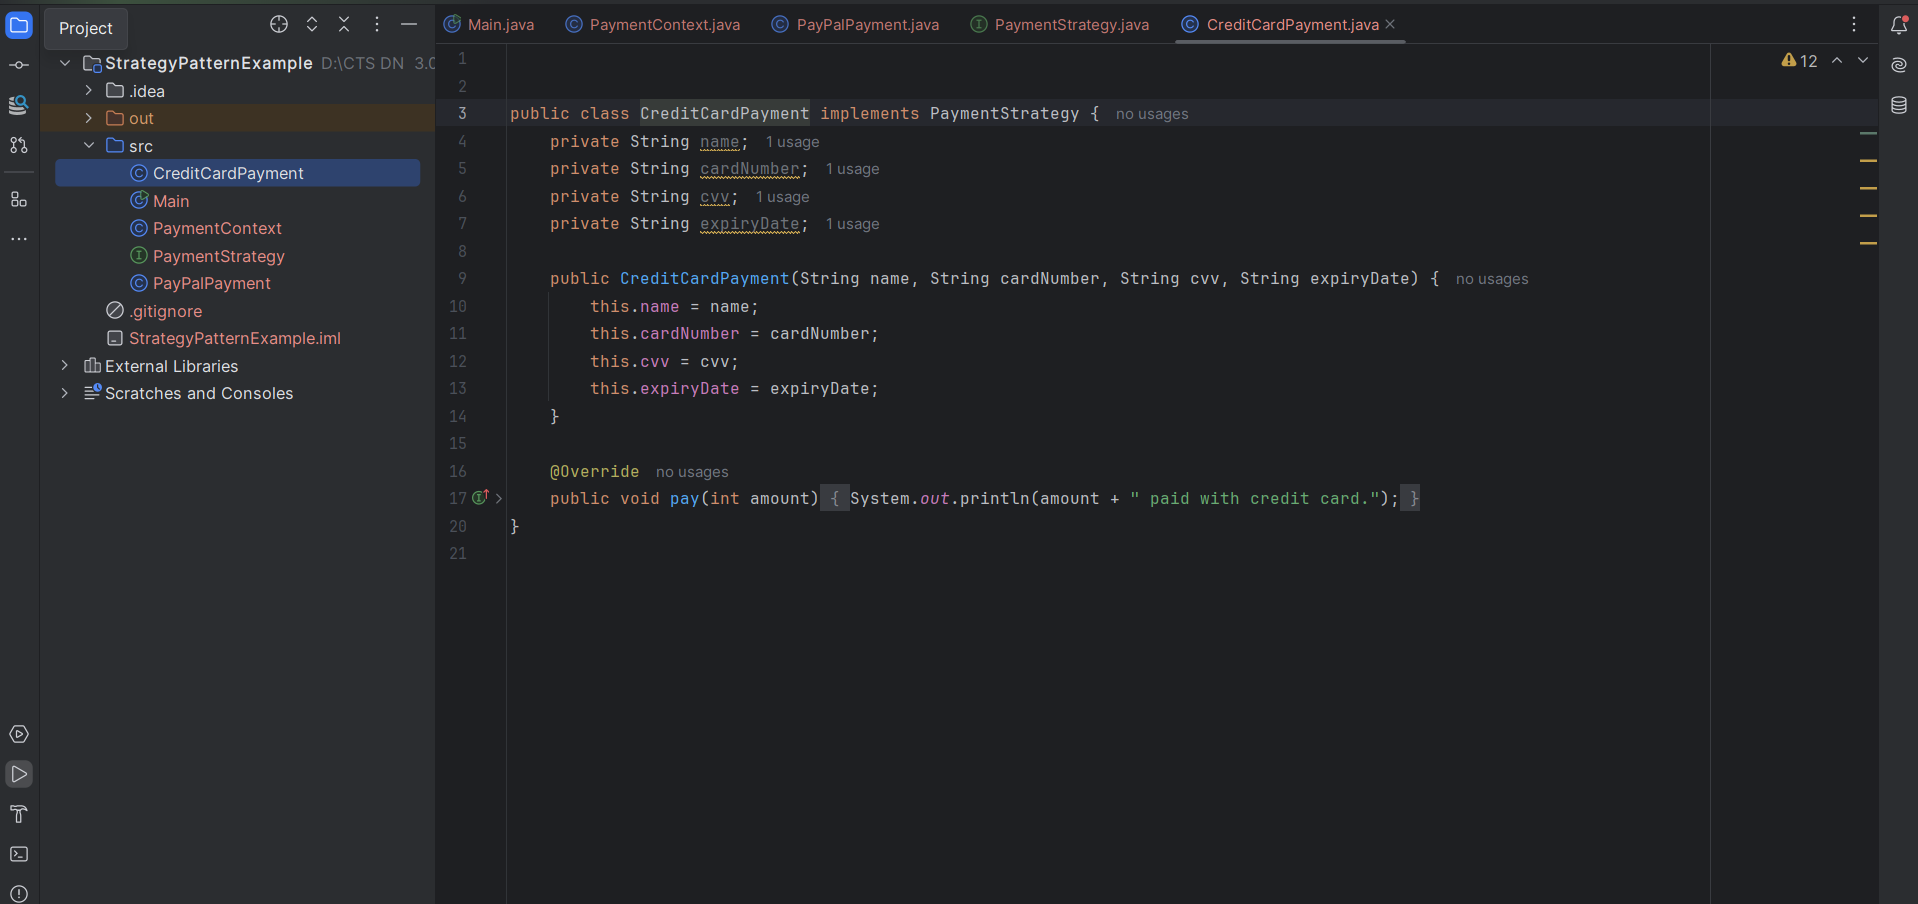 Project
Main.java
PaymentContext.java
PayPalPayment.java
PaymentStrategy.java
CreditCardPayment.java
StrategyPatternExample D:\CTS DN 3.0
.idea
out
src
CreditCardPayment
Main
PaymentContext
PaymentStrategy
PayPalPayment
.gitignore
StrategyPatternExample.iml
External Libraries
Scratches and Consoles
12
1
2
3 public class CreditCardPayment implements PaymentStrategy { no usages
4 private String name; 1 usage
5 private String cardNumber; 1 usage
6 private String cvv; 1 usage
7 private String expiryDate; 1 usage
8
9 public CreditCardPayment(String name, String cardNumber, String cvv, String expiryDate) { no usages
10 this.name = name;
11 this.cardNumber = cardNumber;
12 this.cvv = cvv;
13 this.expiryDate = expiryDate;
14 }
15
16 @Override no usages
17 public void pay(int amount) { System.out.println(amount + " paid with credit card."); }
20 }
21